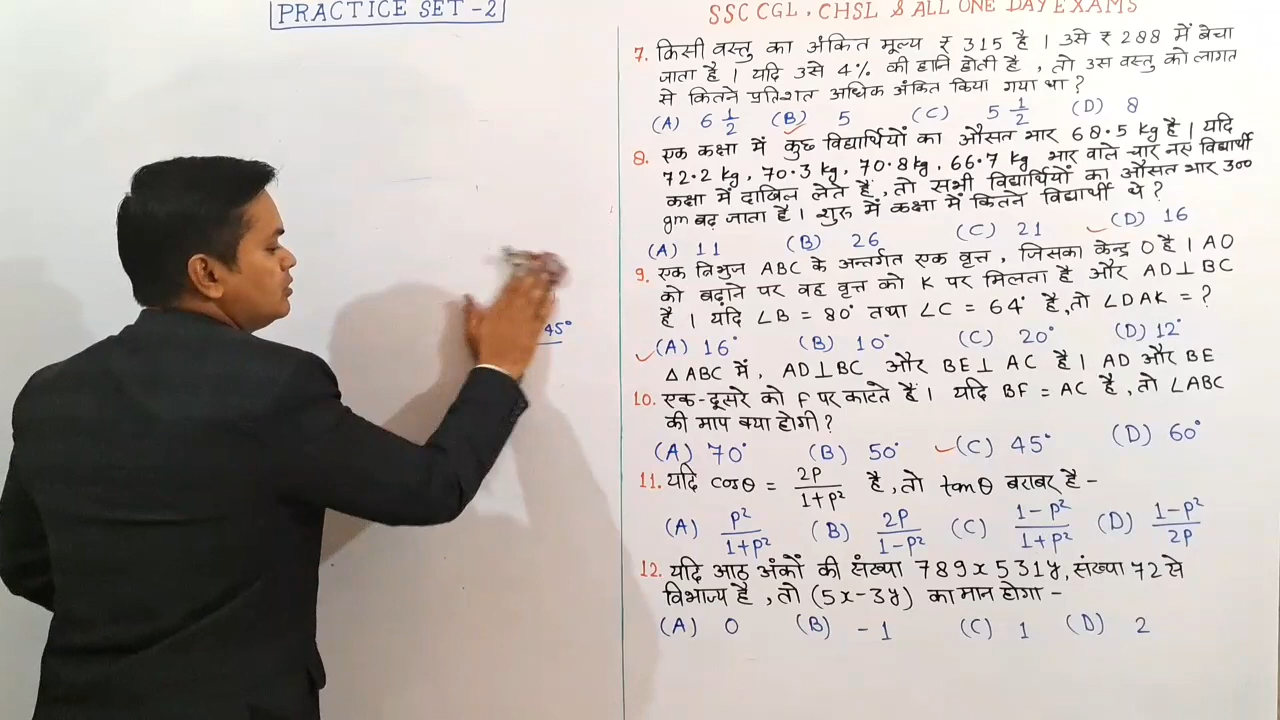 PRACTICE SET -2
SSC CGL, CHSL & ALL ONE DAY EXAMS
45°
7. किसी वस्तु का अंकित मूल्य ₹ 315 है । उसे ₹ 288 में बेचा
जाता है । यदि उसे 4% की हानि होती है , तो उस वस्तु को लागत
से कितने प्रतिशत अधिक अंकित किया गया था ?
(A) 6 1/2 (B) 5 (C) 5 1/2 (D) 8
8. एक कक्षा में कुछ विद्यार्थियों का औसत भार 68.5 kg है । यदि
72.2 kg, 70.3 kg, 70.8 kg, 66.7 kg भार वाले चार नए विद्यार्थी
कक्षा में दाखिल लेते हैं, तो सभी विद्यार्थियों का औसत भार 300
gm बढ़ जाता है । शुरु में कक्षा में कितने विद्यार्थी थे ?
(A) 11 (B) 26 (C) 21 (D) 16
9. एक त्रिभुज ABC के अन्तर्गत एक वृत्त , जिसका केन्द्र O है । AO
को बढ़ाने पर वह वृत्त को K पर मिलता है और AD⊥BC
है । यदि ∠B = 80° तथा ∠C = 64° है, तो ∠DAK = ?
(A) 16° (B) 10° (C) 20° (D) 12°
10. △ABC में, AD⊥BC और BE⊥AC है । AD और BE
एक-दूसरे को F पर काटते हैं । यदि BF = AC है , तो ∠ABC
की माप क्या होगी ?
(A) 70° (B) 50° (C) 45° (D) 60°
11. यदि cosθ = 2P/1+P² है , तो tanθ बराबर है -
(A) P²/1+P² (B) 2P/1-P² (C) 1-P²/1+P² (D) 1-P²/2P
12. यदि आठ अंकों की संख्या 789x531y, संख्या 72 से
विभाज्य है , तो (5x-3y) का मान होगा -
(A) 0 (B) -1 (C) 1 (D) 2